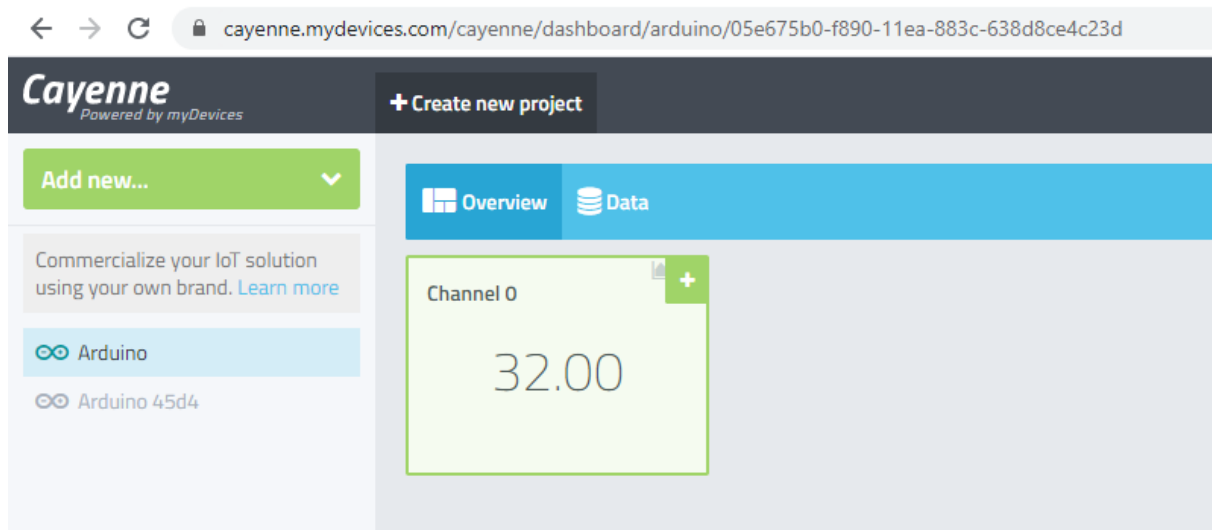 cayenne.mydevices.com/cayenne/dashboard/arduino/05e675b0-f890-11ea-883c-638d8ce4c23d
Cayenne
Powered by myDevices
+ Create new project
Add new...
Overview
Data
Commercialize your IoT solution
using your own brand. Learn more
Channel 0
32.00
Arduino
Arduino 45d4